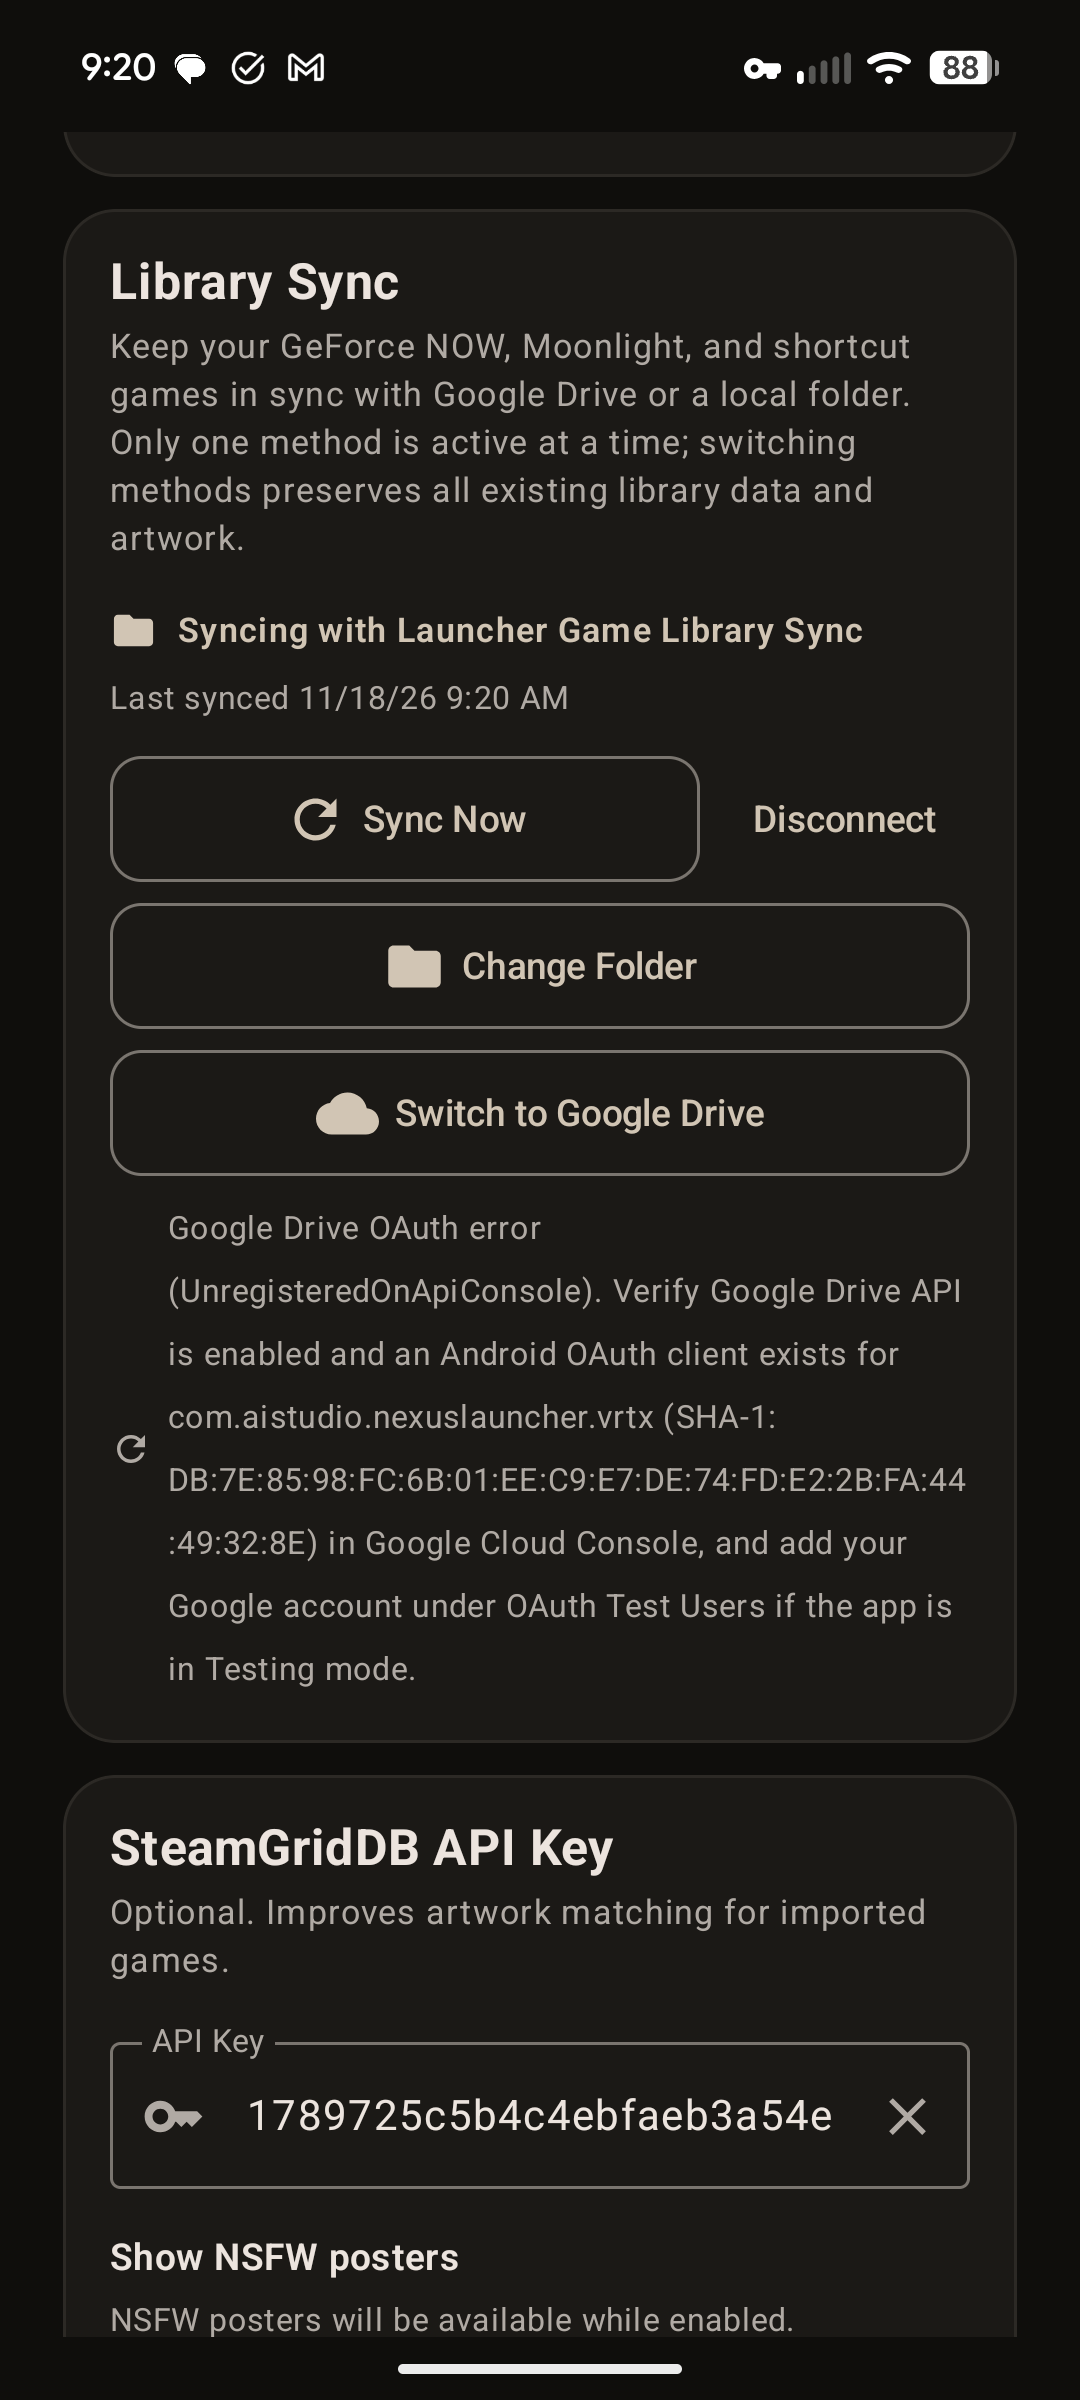 9:20
88
Library Sync
Keep your GeForce NOW, Moonlight, and shortcut
games in sync with Google Drive or a local folder.
Only one method is active at a time; switching
methods preserves all existing library data and
artwork.
Syncing with Launcher Game Library Sync
Last synced 11/18/26 9:20 AM
Sync Now
Disconnect
Change Folder
Switch to Google Drive
Google Drive OAuth error
(UnregisteredOnApiConsole). Verify Google Drive API
is enabled and an Android OAuth client exists for
com.aistudio.nexuslauncher.vrtx (SHA-1:
DB:7E:85:98:FC:6B:01:EE:C9:E7:DE:74:FD:E2:2B:FA:44
:49:32:8E) in Google Cloud Console, and add your
Google account under OAuth Test Users if the app is
in Testing mode.
SteamGridDB API Key
Optional. Improves artwork matching for imported
games.
API Key
1789725c5b4c4ebfaeb3a54e
Show NSFW posters
NSFW posters will be available while enabled.